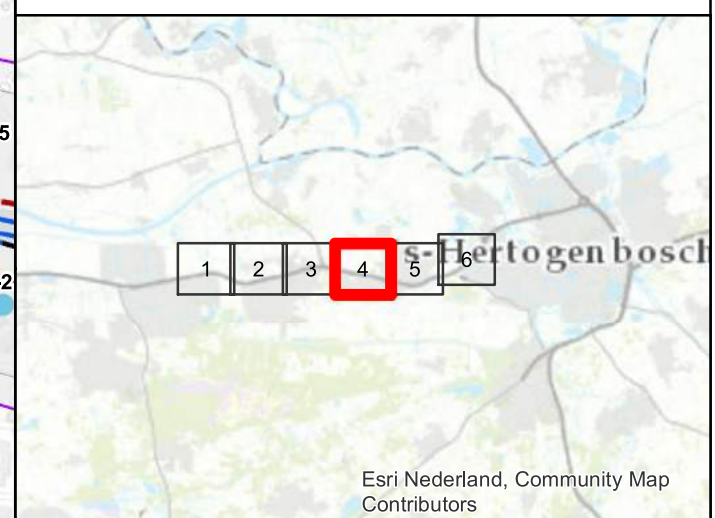 5
s-Hertogenbosch
1 2 3 4 5 6
-2
Esri Nederland, Community Map
Contributors